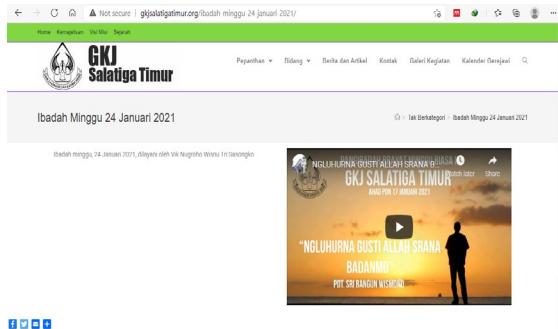 Not secure | gkjsalatigatimur.org/ibadah minggu 24 januari 2021/
Home Kemajelisan Visi Misi Sejarah
GKJ
Salatiga Timur
Pepanthan Bidang Berita dan Artikel Kontak Galeri Kegiatan Kalender Gerejawi
Ibadah Minggu 24 Januari 2021
> Tak Berkategori > Ibadah Minggu 24 Januari 2021
Ibadah minggu, 24 Januari 2021, dilayani oleh Vik Nugroho Wisnu Tri Sasongko
NGLUHURNA GUSTI ALLAH SRANA B...
Watch later Share
GKJ SALATIGA TIMUR
AHAD PON 17 JANUARI 2021
"NGLUHURNA GUSTI ALLAH SRANA
BADANMU"
PDT. SRI BANGUN WISMONO